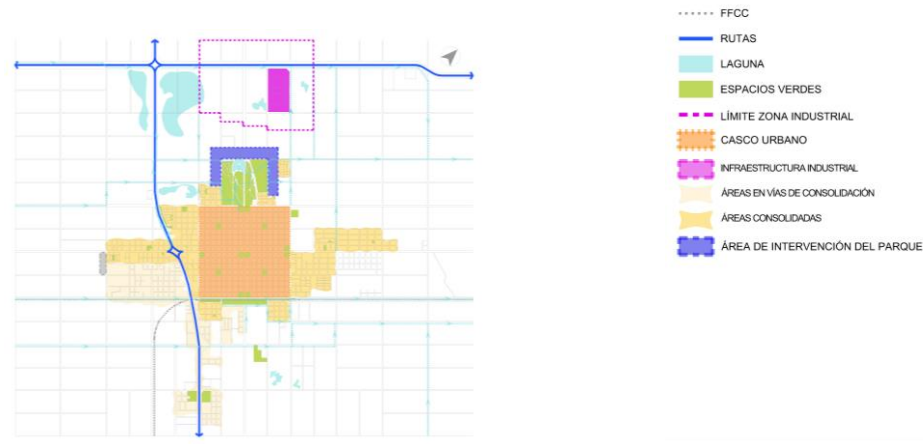 FFCC
RUTAS
LAGUNA
ESPACIOS VERDES
LÍMITE ZONA INDUSTRIAL
CASCO URBANO
INFRAESTRUCTURA INDUSTRIAL
ÁREAS EN VÍAS DE CONSOLIDACIÓN
ÁREAS CONSOLIDADAS
ÁREA DE INTERVENCIÓN DEL PARQUE